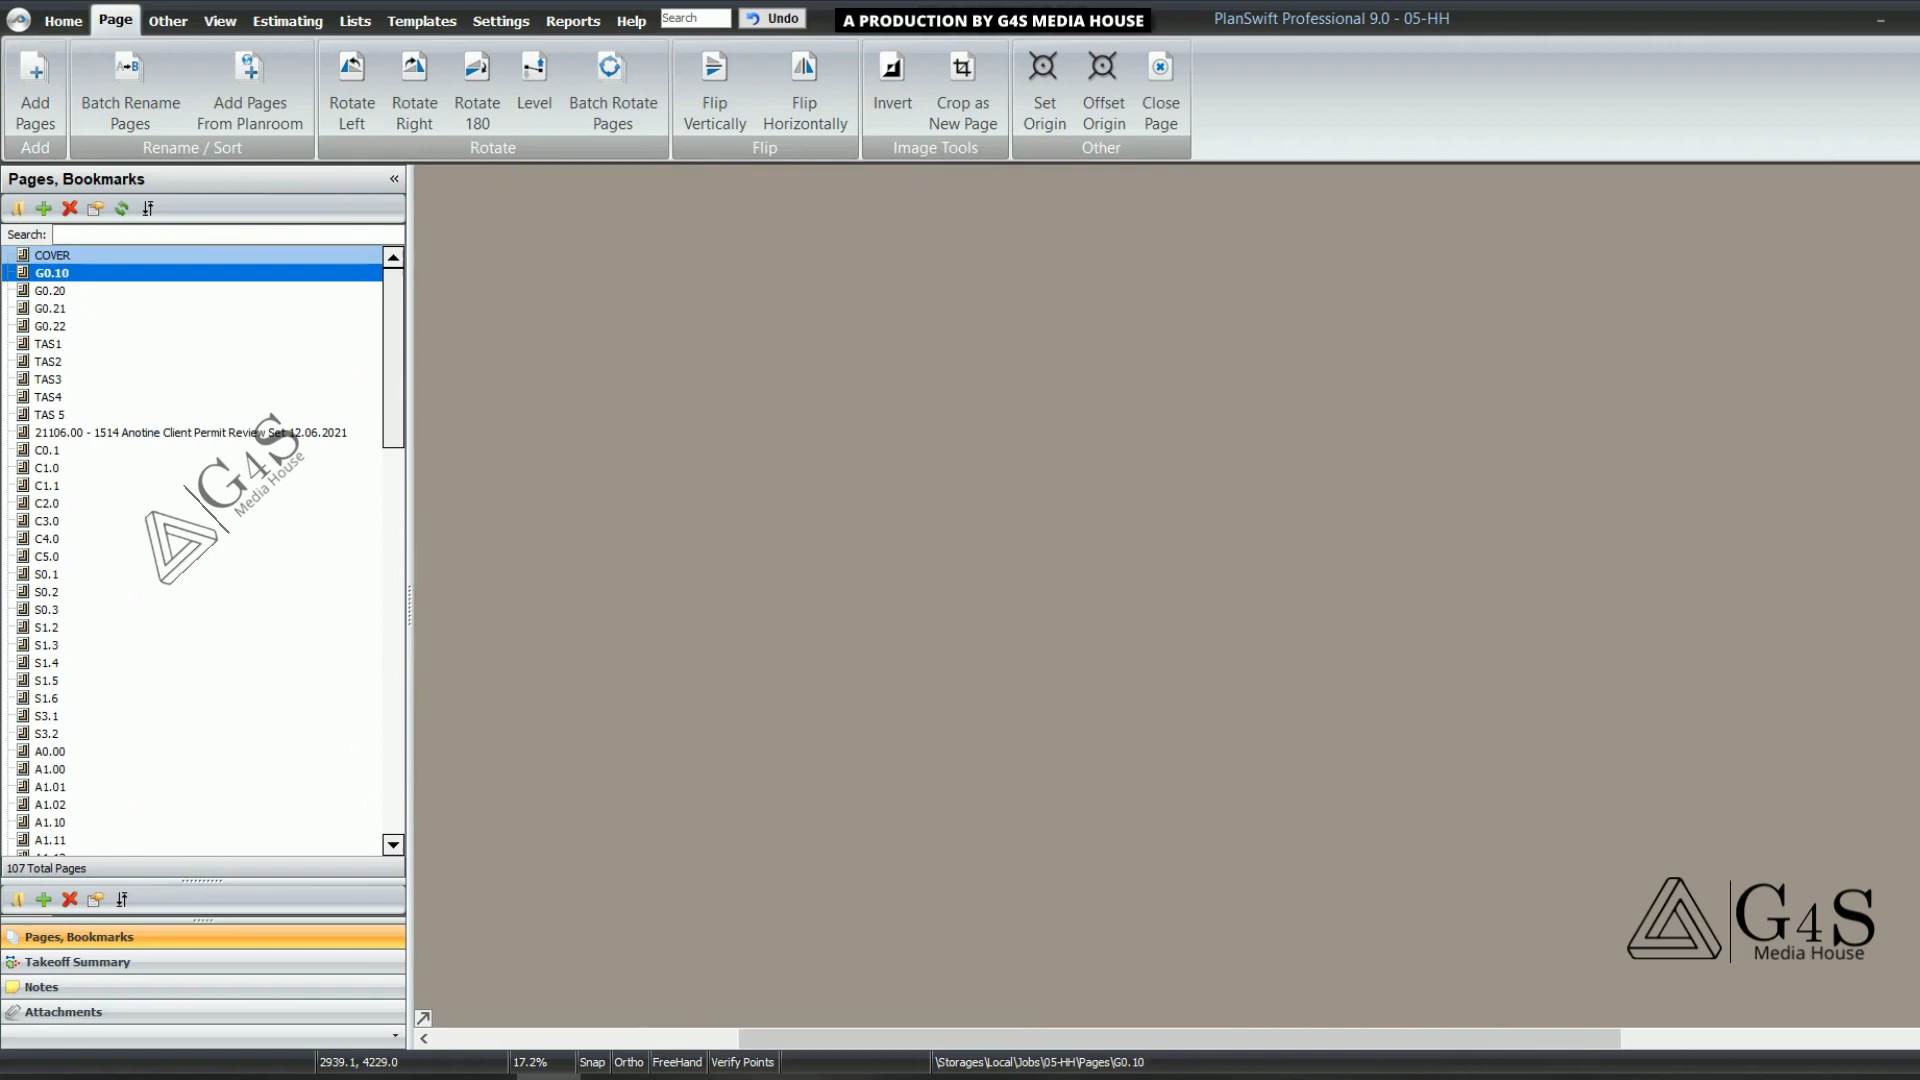 Home Page Other View Estimating Lists Templates Settings Reports Help Search Undo
A PRODUCTION BY G4S MEDIA HOUSE
PlanSwift Professional 9.0 - 05-HH
Add Pages
Batch Rename Pages
Add Pages From Planroom
Rotate Left
Rotate Right
Rotate 180
Level
Batch Rotate Pages
Flip Vertically
Flip Horizontally
Invert
Crop as New Page
Set Origin
Offset Origin
Close Page
Add
Rename / Sort
Rotate
Flip
Image Tools
Other
Pages, Bookmarks
Search:
COVER
G0.10
G0.20
G0.21
G0.22
TAS1
TAS2
TAS3
TAS4
TAS 5
21106.00 - 1514 Anotine Client Permit Review Set 12.06.2021
C0.1
C1.0
C1.1
C2.0
C3.0
C4.0
C5.0
S0.1
S0.2
S0.3
S1.2
S1.3
S1.4
S1.5
S1.6
S3.1
S3.2
A0.00
A1.00
A1.01
A1.02
A1.10
A1.11
G4S
Media House
107 Total Pages
Pages, Bookmarks
Takeoff Summary
Notes
Attachments
G4S
Media House
2939.1, 4229.0
17.2%
Snap
Ortho
FreeHand
Verify Points
\Storages\Local\Jobs\05-HH\Pages\G0.10